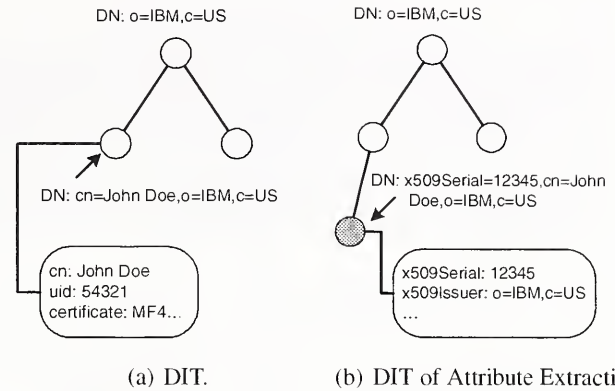 DN: o=IBM,c=US
DN: cn=John Doe,o=IBM,c=US
cn: John Doe
uid: 54321
certificate: MF4...
(a) DIT.
DN: o=IBM,c=US
DN: x509Serial=12345,cn=John
Doe,o=IBM,c=US
x509Serial: 12345
x509Issuer: o=IBM,c=US
...
(b) DIT of Attribute Extracti